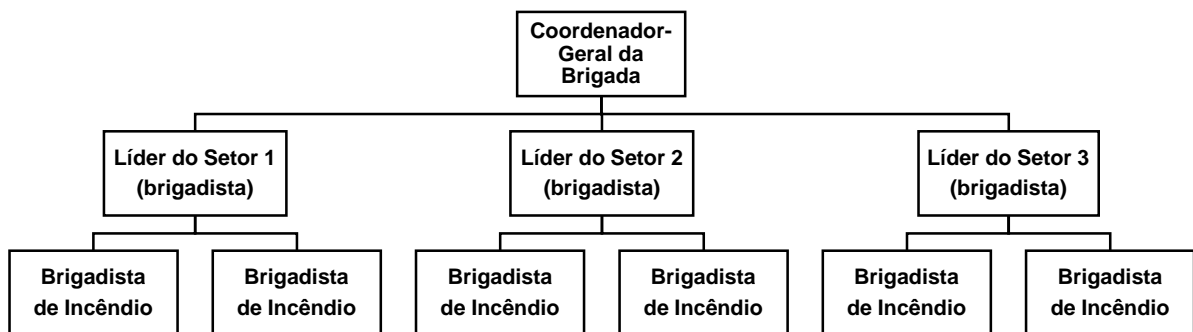 Coordenador-
Geral da
Brigada
Líder do Setor 1
(brigadista)
Líder do Setor 2
(brigadista)
Líder do Setor 3
(brigadista)
Brigadista
de Incêndio
Brigadista
de Incêndio
Brigadista
de Incêndio
Brigadista
de Incêndio
Brigadista
de Incêndio
Brigadista
de Incêndio